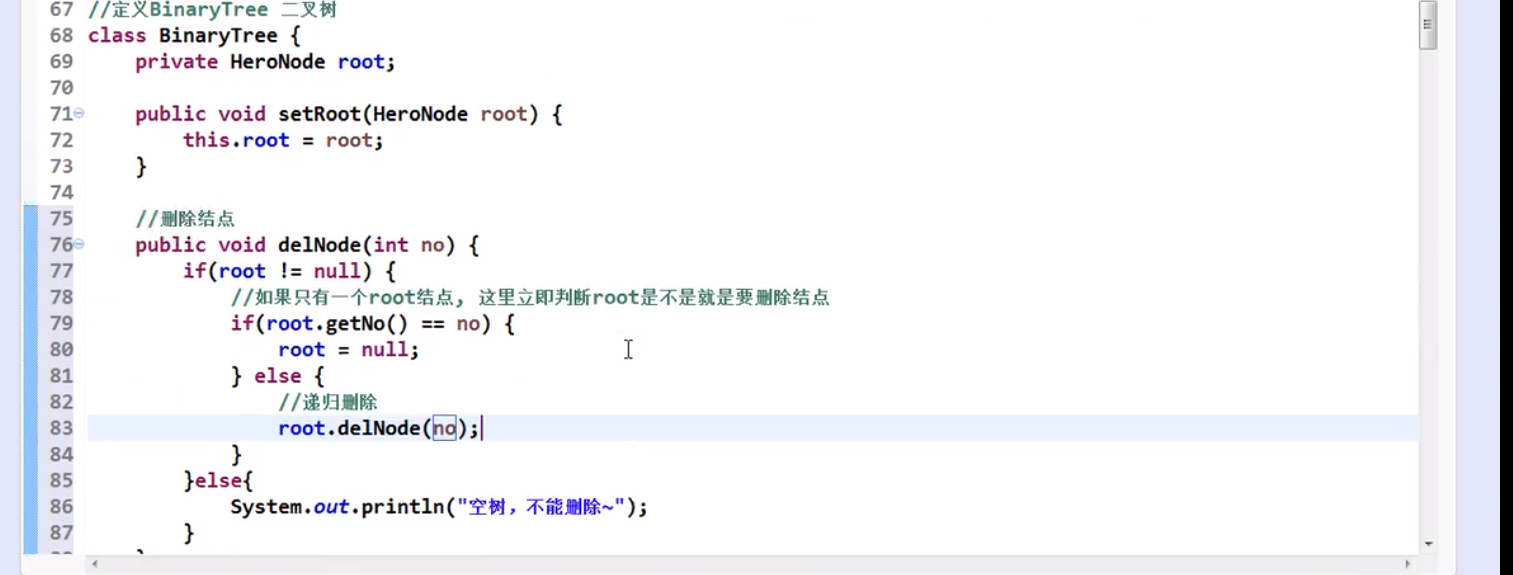 67 //定义BinaryTree 二叉树
68 class BinaryTree {
69     private HeroNode root;
70
71     public void setRoot(HeroNode root) {
72         this.root = root;
73     }
74
75     //删除结点
76     public void delNode(int no) {
77         if(root != null) {
78             //如果只有一个root结点, 这里立即判断root是不是就是要删除结点
79             if(root.getNo() == no) {
80                 root = null;
81             } else {
82                 //递归删除
83                 root.delNode(no);
84             }
85         }else{
86             System.out.println("空树，不能删除~");
87         }